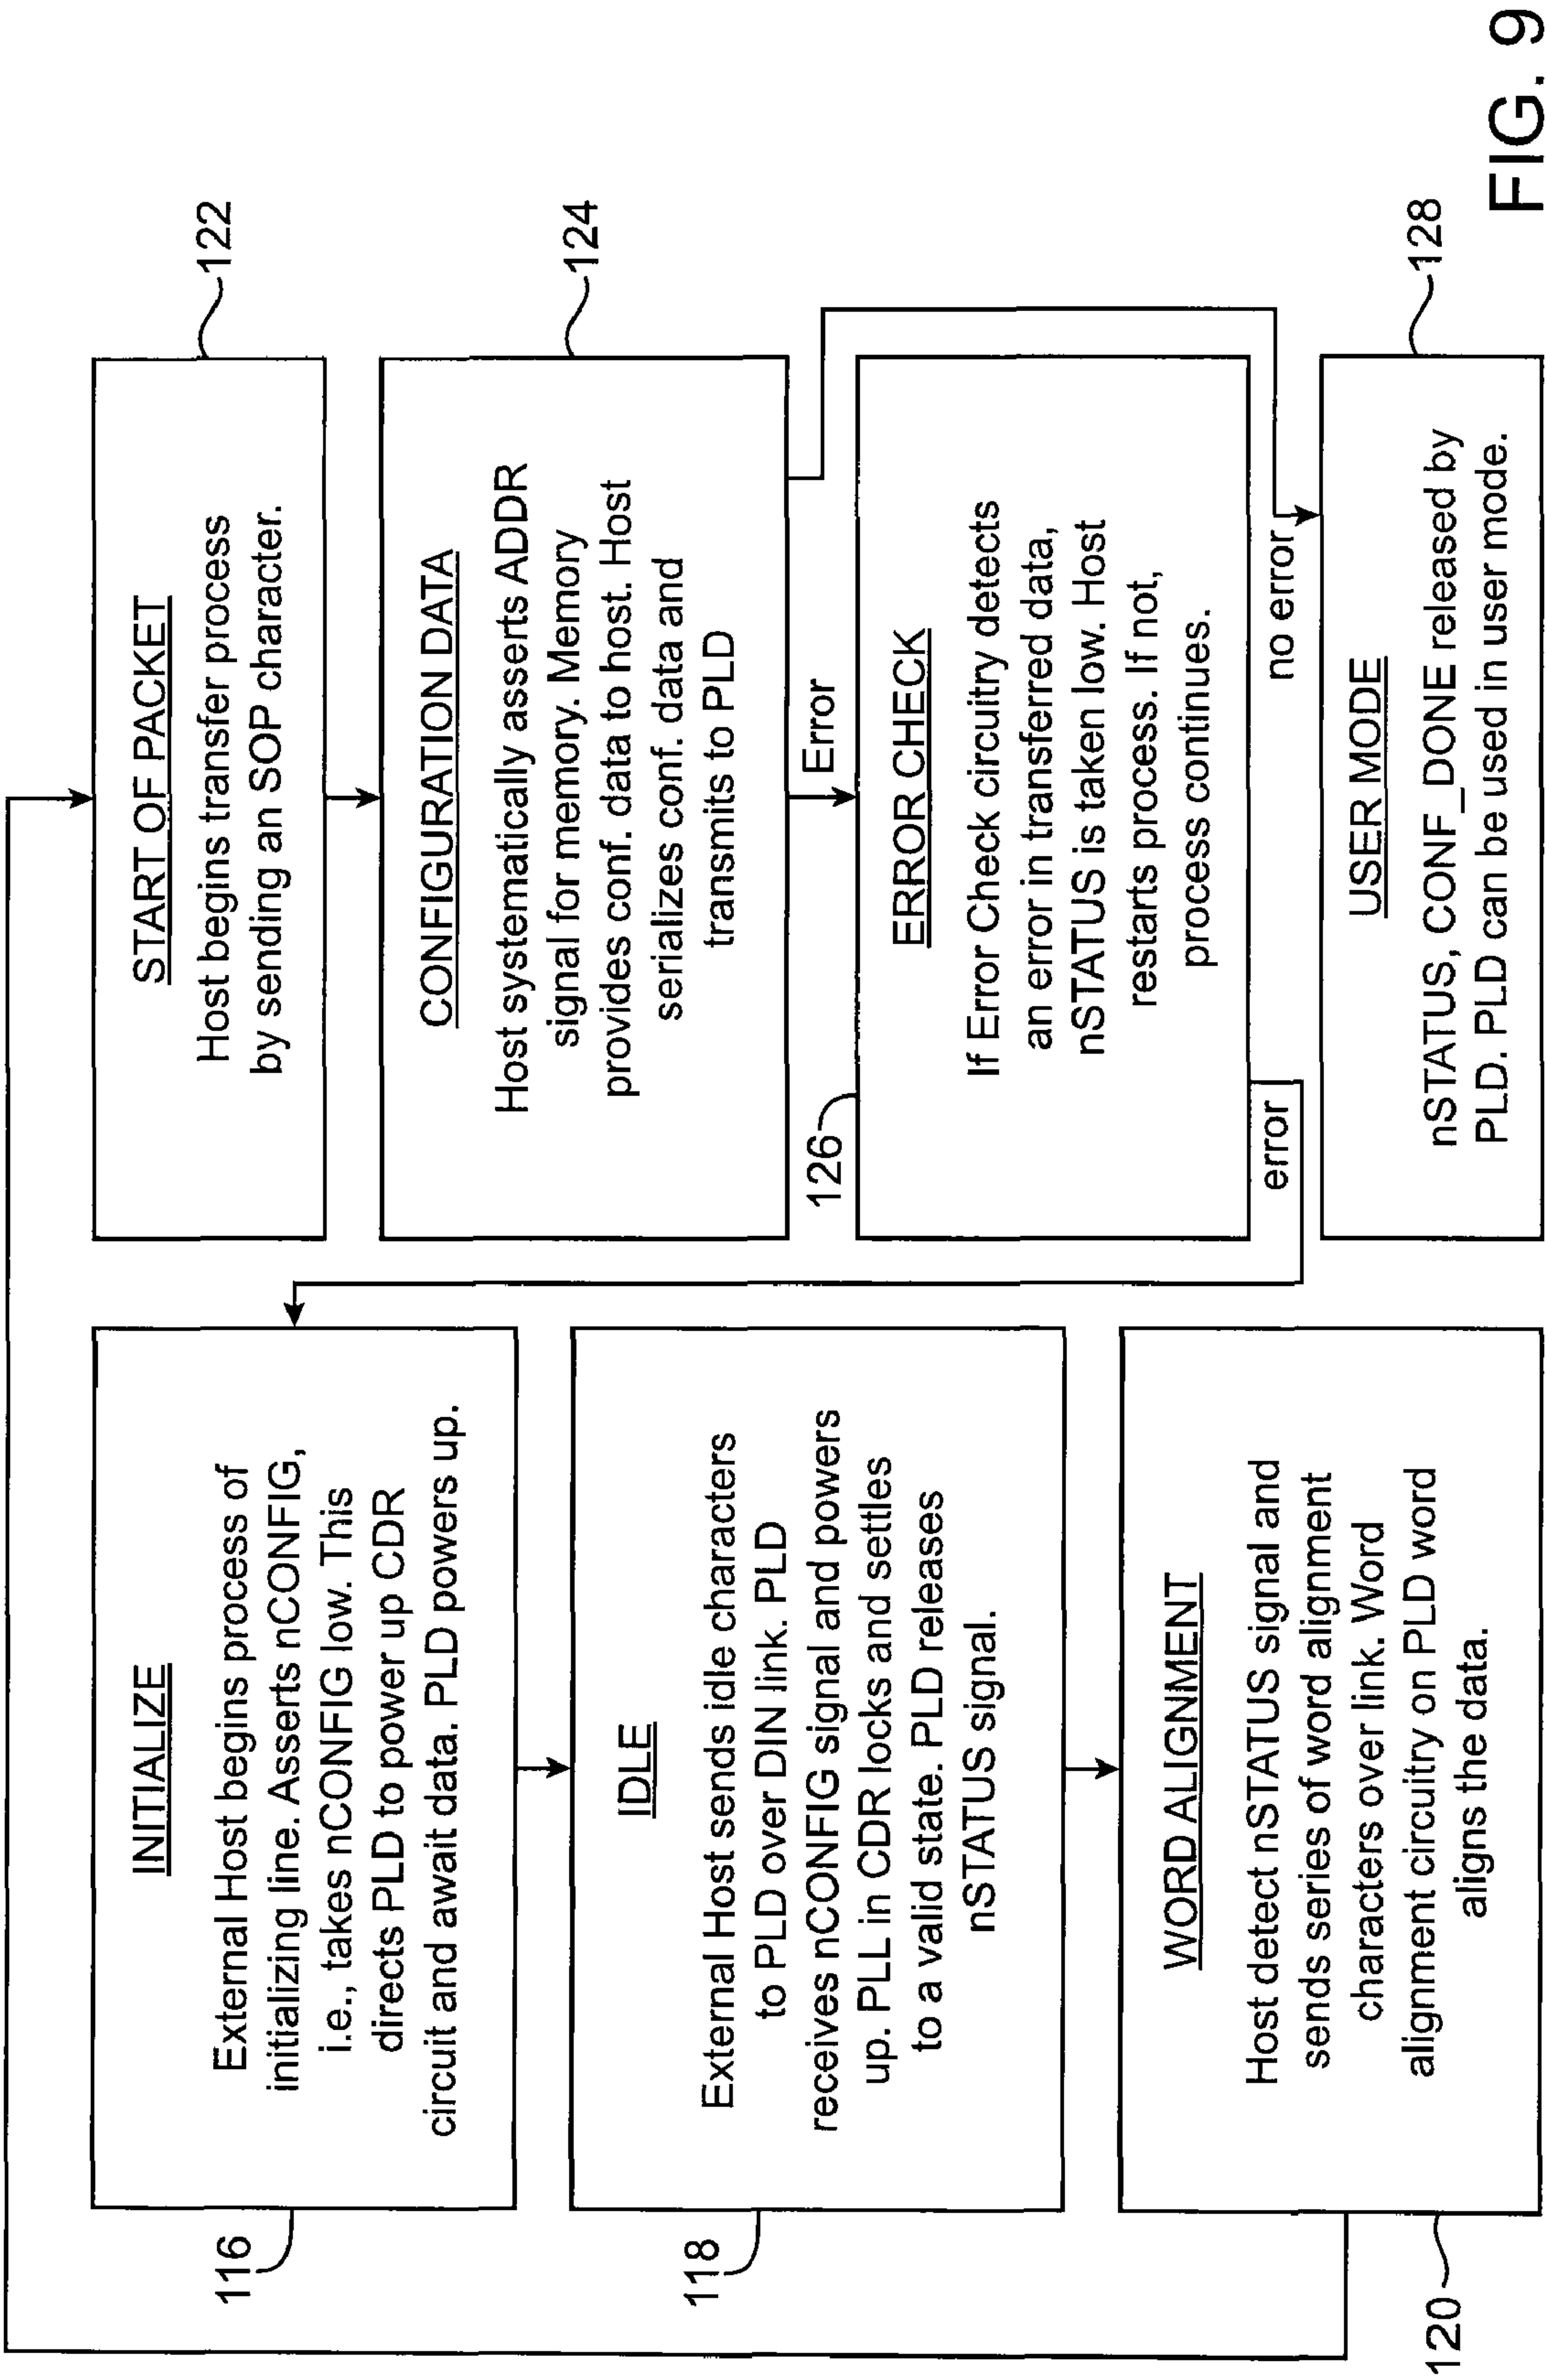 116
INITIALIZE
External Host begins process of
initializing line. Asserts nCONFIG,
i.e., takes nCONFIG low. This
directs PLD to power up CDR
circuit and await data. PLD powers up.
118
IDLE
External Host sends idle characters
to PLD over DIN link. PLD
receives nCONFIG signal and powers
up. PLL in CDR locks and settles
to a valid state. PLD releases
nSTATUS signal.
120
WORD ALIGNMENT
Host detect nSTATUS signal and
sends series of word alignment
characters over link. Word
alignment circuitry on PLD word
aligns the data.
122
START OF PACKET
Host begins transfer process
by sending an SOP character.
124
CONFIGURATION DATA
Host systematically asserts ADDR
signal for memory. Memory
provides conf. data to host. Host
serializes conf. data and
transmits to PLD
Error
126
ERROR CHECK
If Error Check circuitry detects
an error in transferred data,
nSTATUS is taken low. Host
restarts process. If not,
process continues.
error
no error
128
USER MODE
nSTATUS, CONF_DONE released by
PLD. PLD can be used in user mode.
FIG. 9